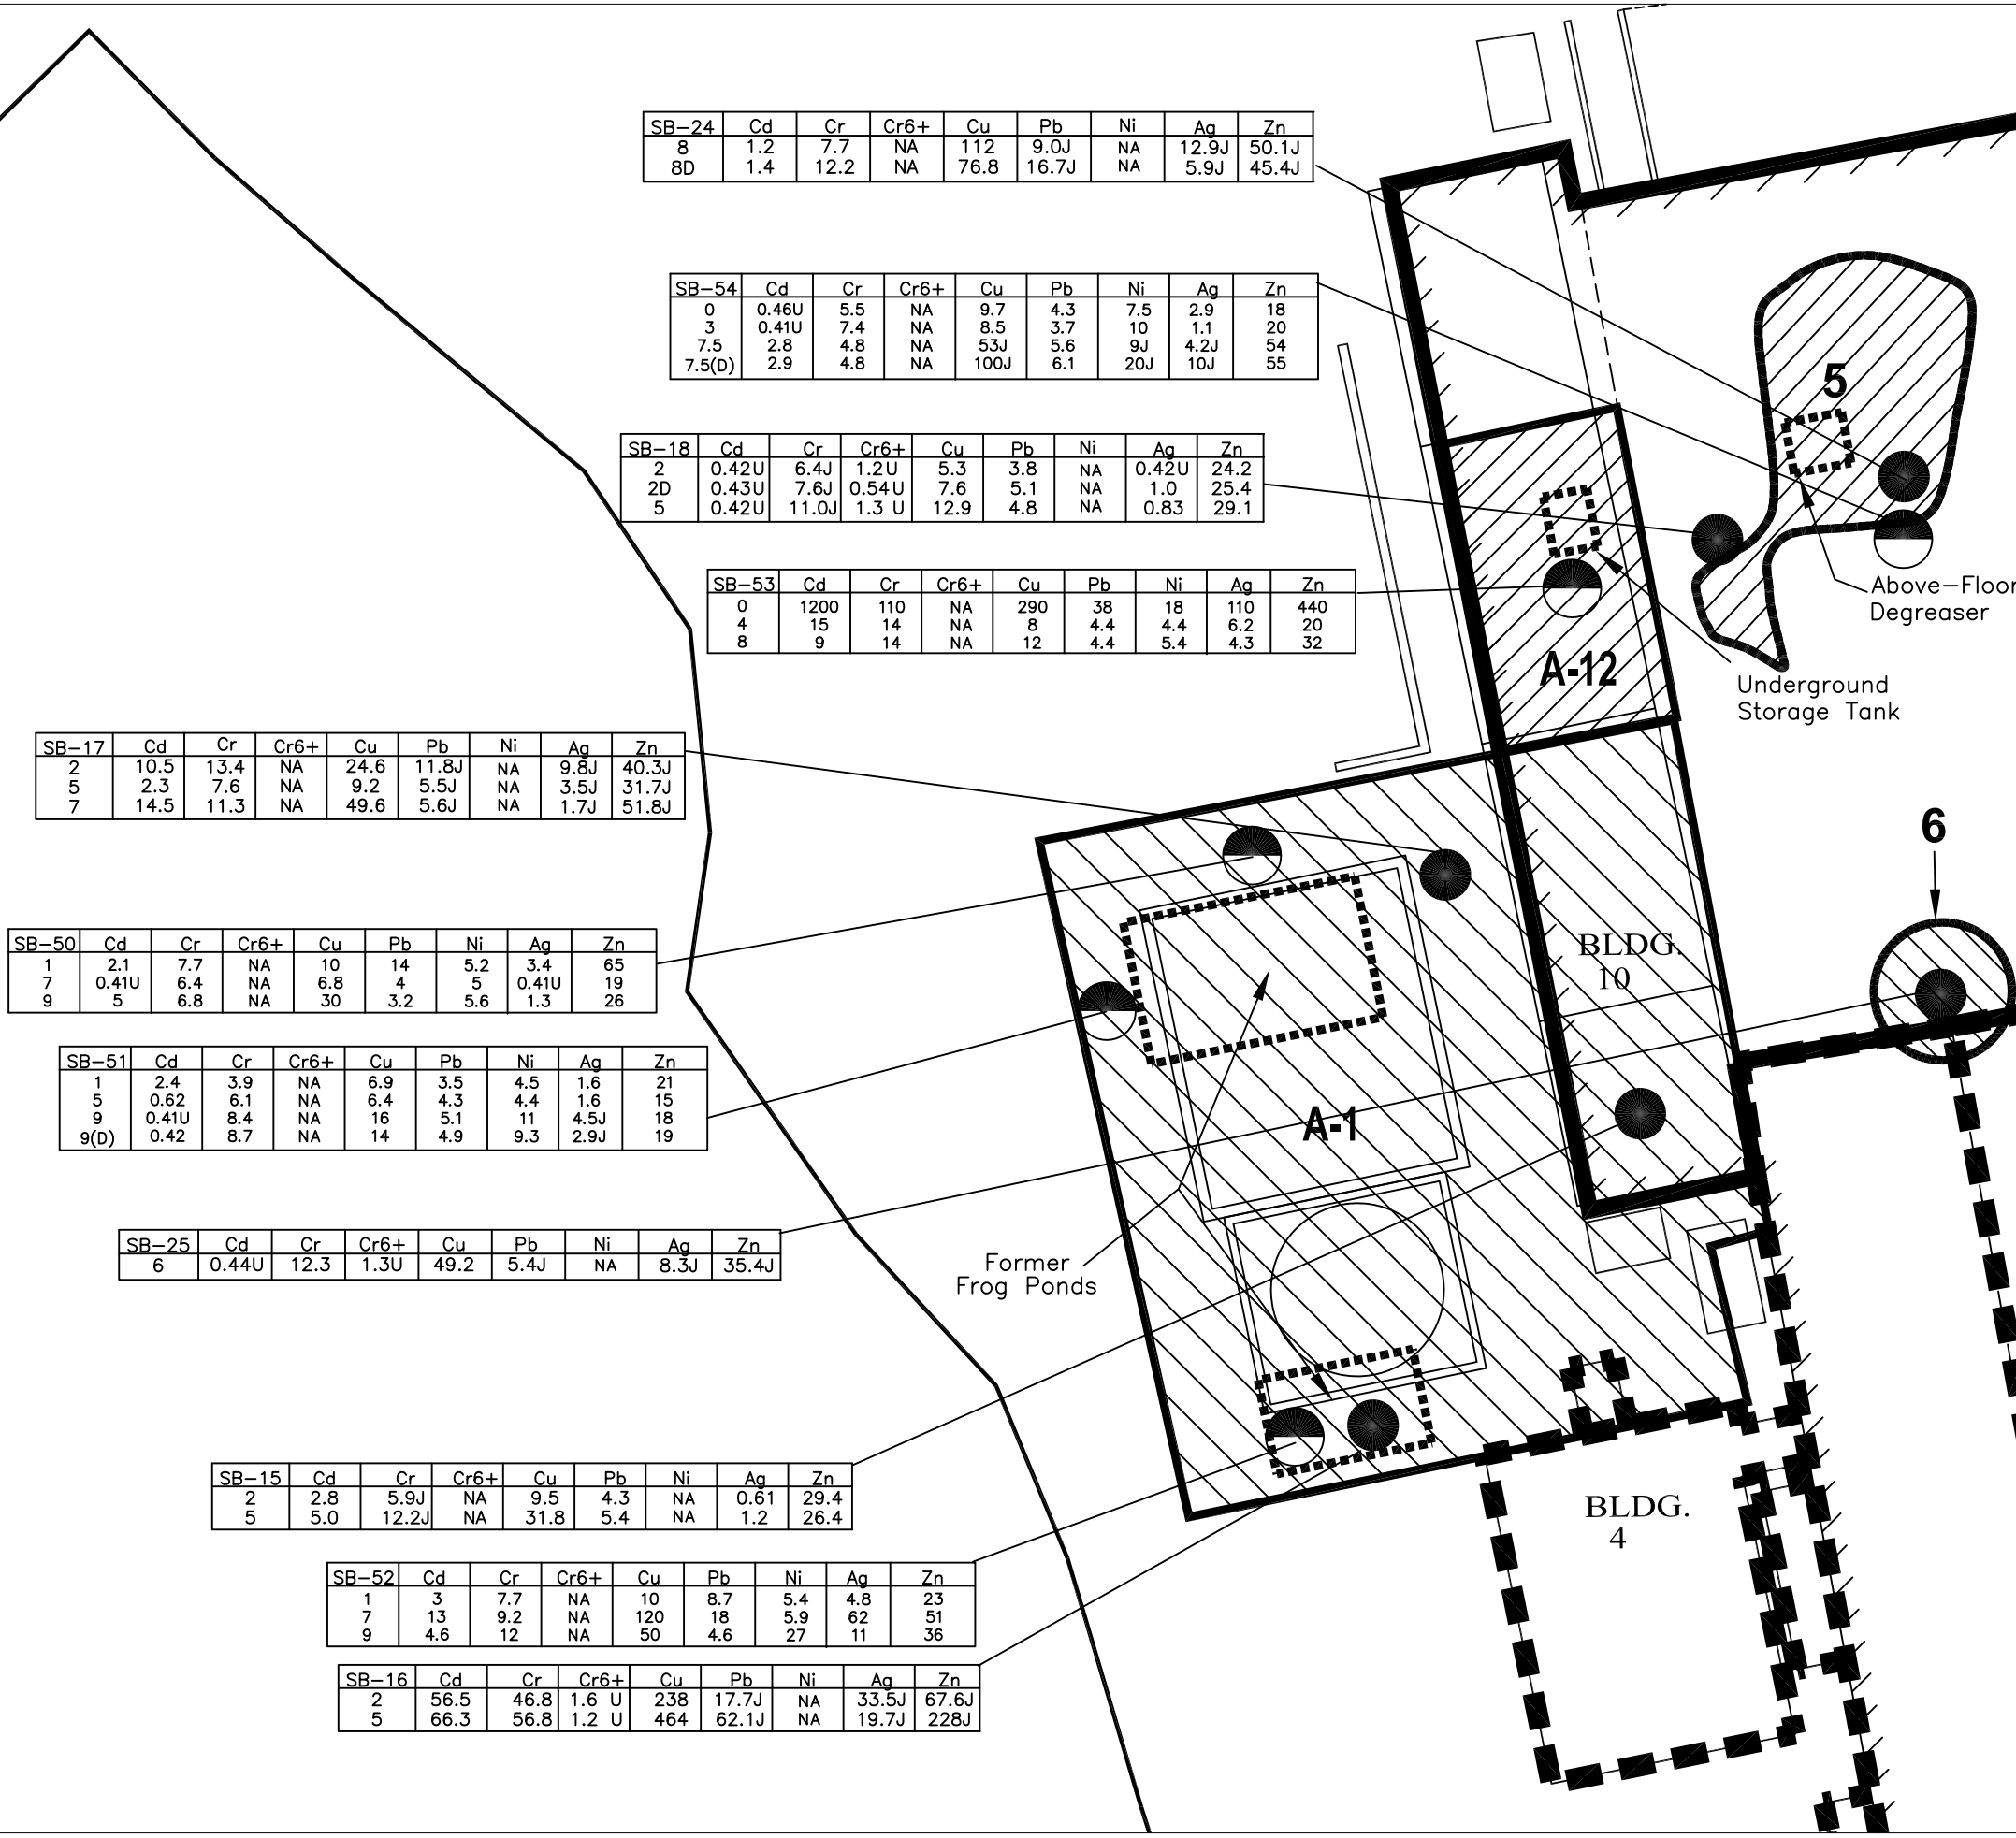 SB-24 Cd Cr Cr6+ Cu Pb Ni Ag Zn
8 1.2 7.7 NA 112 9.0J NA 12.9J 50.1J
8D 1.4 12.2 NA 76.8 16.7J NA 5.9J 45.4J
SB-54 Cd Cr Cr6+ Cu Pb Ni Ag Zn
0 0.46U 5.5 NA 9.7 4.3 7.5 2.9 18
3 0.41U 7.4 NA 8.5 3.7 10 1.1 20
7.5 2.8 4.8 NA 53J 5.6 9J 4.2J 54
7.5(D) 2.9 4.8 NA 100J 6.1 20J 10J 55
5
SB-18 Cd Cr Cr6+ Cu Pb Ni Ag Zn
2 0.42U 6.4J 1.2U 5.3 3.8 NA 0.42U 24.2
2D 0.43U 7.6J 0.54U 7.6 5.1 NA 1.0 25.4
5 0.42U 11.0J 1.3 U 12.9 4.8 NA 0.83 29.1
SB-53 Cd Cr Cr6+ Cu Pb Ni Ag Zn
0 1200 110 NA 290 38 18 110 440
4 15 14 NA 8 4.4 4.4 6.2 20
8 9 14 NA 12 4.4 5.4 4.3 32
Above-Floor
Degreaser
A-12
Underground
Storage Tank
SB-17 Cd Cr Cr6+ Cu Pb Ni Ag Zn
2 10.5 13.4 NA 24.6 11.8J NA 9.8J 40.3J
5 2.3 7.6 NA 9.2 5.5J NA 3.5J 31.7J
7 14.5 11.3 NA 49.6 5.6J NA 1.7J 51.8J
6
SB-50 Cd Cr Cr6+ Cu Pb Ni Ag Zn
1 2.1 7.7 NA 10 14 5.2 3.4 65
7 0.41U 6.4 NA 6.8 4 5 0.41U 19
9 5 6.8 NA 30 3.2 5.6 1.3 26
BLDG.
10
SB-51 Cd Cr Cr6+ Cu Pb Ni Ag Zn
1 2.4 3.9 NA 6.9 3.5 4.5 1.6 21
5 0.62 6.1 NA 6.4 4.3 4.4 1.6 15
9 0.41U 8.4 NA 16 5.1 11 4.5J 18
9(D) 0.42 8.7 NA 14 4.9 9.3 2.9J 19
A-1
SB-25 Cd Cr Cr6+ Cu Pb Ni Ag Zn
6 0.44U 12.3 1.3U 49.2 5.4J NA 8.3J 35.4J
Former
Frog Ponds
SB-15 Cd Cr Cr6+ Cu Pb Ni Ag Zn
2 2.8 5.9J NA 9.5 4.3 NA 0.61 29.4
5 5.0 12.2J NA 31.8 5.4 NA 1.2 26.4
BLDG.
4
SB-52 Cd Cr Cr6+ Cu Pb Ni Ag Zn
1 3 7.7 NA 10 8.7 5.4 4.8 23
7 13 9.2 NA 120 18 5.9 62 51
9 4.6 12 NA 50 4.6 27 11 36
SB-16 Cd Cr Cr6+ Cu Pb Ni Ag Zn
2 56.5 46.8 1.6 U 238 17.7J NA 33.5J 67.6J
5 66.3 56.8 1.2 U 464 62.1J NA 19.7J 228J